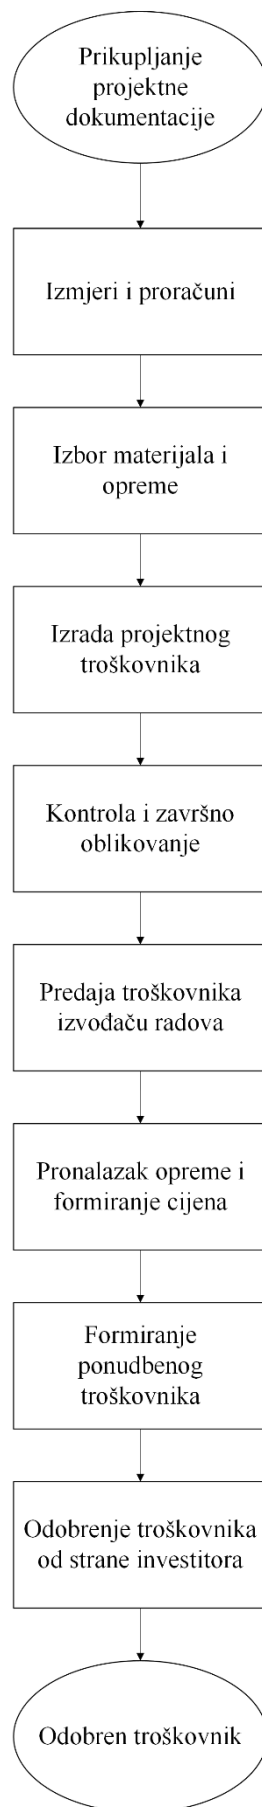 Prikupljanje
projektne
dokumentacije
Izmjeri i proračuni
Izbor materijala i
opreme
Izrada projektnog
troškovnika
Kontrola i završno
oblikovanje
Predaja troškovnika
izvođaču radova
Pronalazak opreme i
formiranje cijena
Formiranje
ponudbenog
troškovnika
Odobrenje troškovnika
od strane investitora
Odobren troškovnik